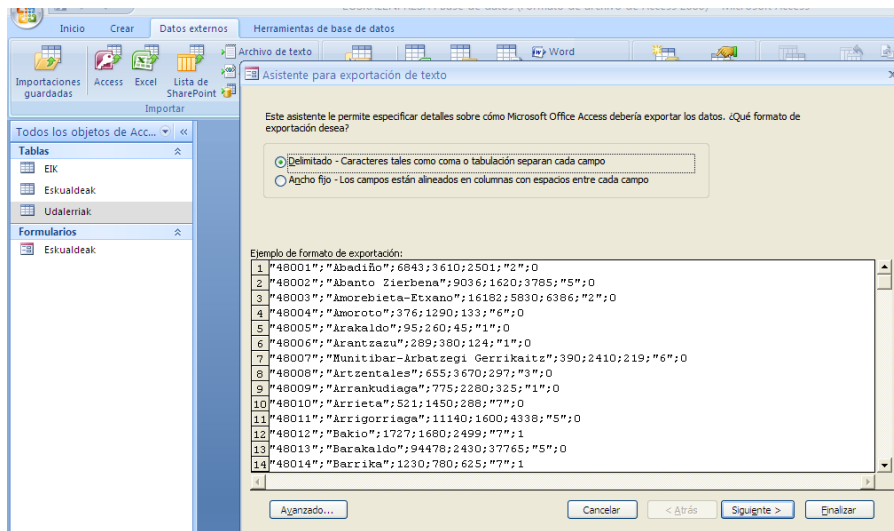 Inicio Crear Datos externos Herramientas de base de datos
Archivo de texto
Word
Importaciones guardadas
Access
Excel
Lista de SharePoint
Importar
Todos los objetos de Acc...
Tablas
EIK
Eskualdeak
Udalerriak
Formularios
Eskualdeak
Asistente para exportación de texto
Este asistente le permite especificar detalles sobre cómo Microsoft Office Access debería exportar los datos. ¿Qué formato de
exportación desea?
Delimitado - Caracteres tales como coma o tabulación separan cada campo
Ancho fijo - Los campos están alineados en columnas con espacios entre cada campo
Ejemplo de formato de exportación:
1 "48001";"Abadiño";6843;3610;2501;"2";0
2 "48002";"Abanto Zierbena";9036;1620;3785;"5";0
3 "48003";"Amorebieta-Etxano";16182;5830;6386;"2";0
4 "48004";"Amoroto";376;1290;133;"6";0
5 "48005";"Arakaldo";95;260;45;"1";0
6 "48006";"Arantzazu";289;380;124;"1";0
7 "48007";"Munitibar-Arbatzegi Gerrikaitz";390;2410;219;"6";0
8 "48008";"Artzentales";655;3670;297;"3";0
9 "48009";"Arrankudiaga";775;2280;325;"1";0
10 "48010";"Arrieta";521;1450;288;"7";0
11 "48011";"Arrigorriaga";11140;1600;4338;"5";0
12 "48012";"Bakio";1727;1680;2499;"7";1
13 "48013";"Barakaldo";94478;2430;37765;"5";0
14 "48014";"Barrika";1230;780;625;"7";1
Avanzado...
Cancelar
< Atrás
Siguiente >
Finalizar